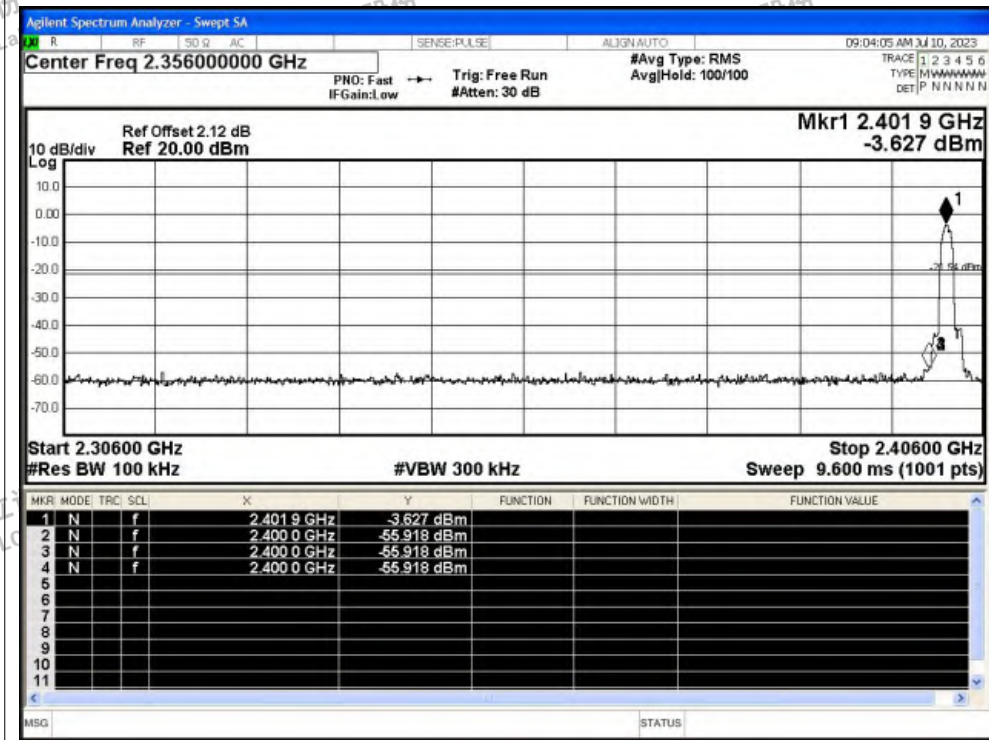 Agilent Spectrum Analyzer - Swept SA
R RF 50 Ω AC SENSE:PULSE ALIGN AUTO 09:04:05 AM Jul 10, 2023
Center Freq 2.356000000 GHz
PNO: Fast
IFGain:Low
Trig: Free Run
#Atten: 30 dB
#Avg Type: RMS
Avg|Hold: 100/100
TRACE 1 2 3 4 5 6
TYPE MWWWWW
DET P N N N N N
Ref Offset 2.12 dB
10 dB/div Ref 20.00 dBm
Log
Mkr1 2.401 9 GHz
-3.627 dBm
10.0
0.00
-10.0
-20.0
-30.0
-40.0
-50.0
-60.0
-70.0
1
3
Start 2.30600 GHz Stop 2.40600 GHz
#Res BW 100 kHz #VBW 300 kHz Sweep 9.600 ms (1001 pts)
MKR MODE TRC SCL X Y FUNCTION FUNCTION WIDTH FUNCTION VALUE
1 N f 2.401 9 GHz -3.627 dBm
2 N f 2.400 0 GHz -55.918 dBm
3 N f 2.400 0 GHz -55.918 dBm
4 N f 2.400 0 GHz -55.918 dBm
5
6
7
8
9
10
11
MSG STATUS